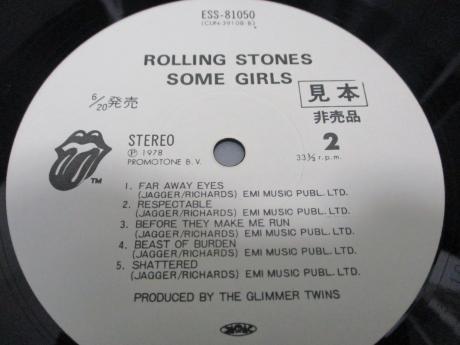 ESS-81050
(CUN-39108-B)
ROLLING STONES
SOME GIRLS
6/20発売
見本
非売品
STEREO
Ⓟ 1978
PROMOTONE B.V.
2
33⅓ r.p.m.
TM
1. FAR AWAY EYES
(JAGGER/RICHARDS) EMI MUSIC PUBL. LTD.
2. RESPECTABLE
(JAGGER/RICHARDS) EMI MUSIC PUBL. LTD.
3. BEFORE THEY MAKE ME RUN
(JAGGER/RICHARDS) EMI MUSIC PUBL. LTD.
4. BEAST OF BURDEN
(JAGGER/RICHARDS) EMI MUSIC PUBL. LTD.
5. SHATTERED
(JAGGER/RICHARDS) EMI MUSIC PUBL. LTD.
PRODUCED BY THE GLIMMER TWINS